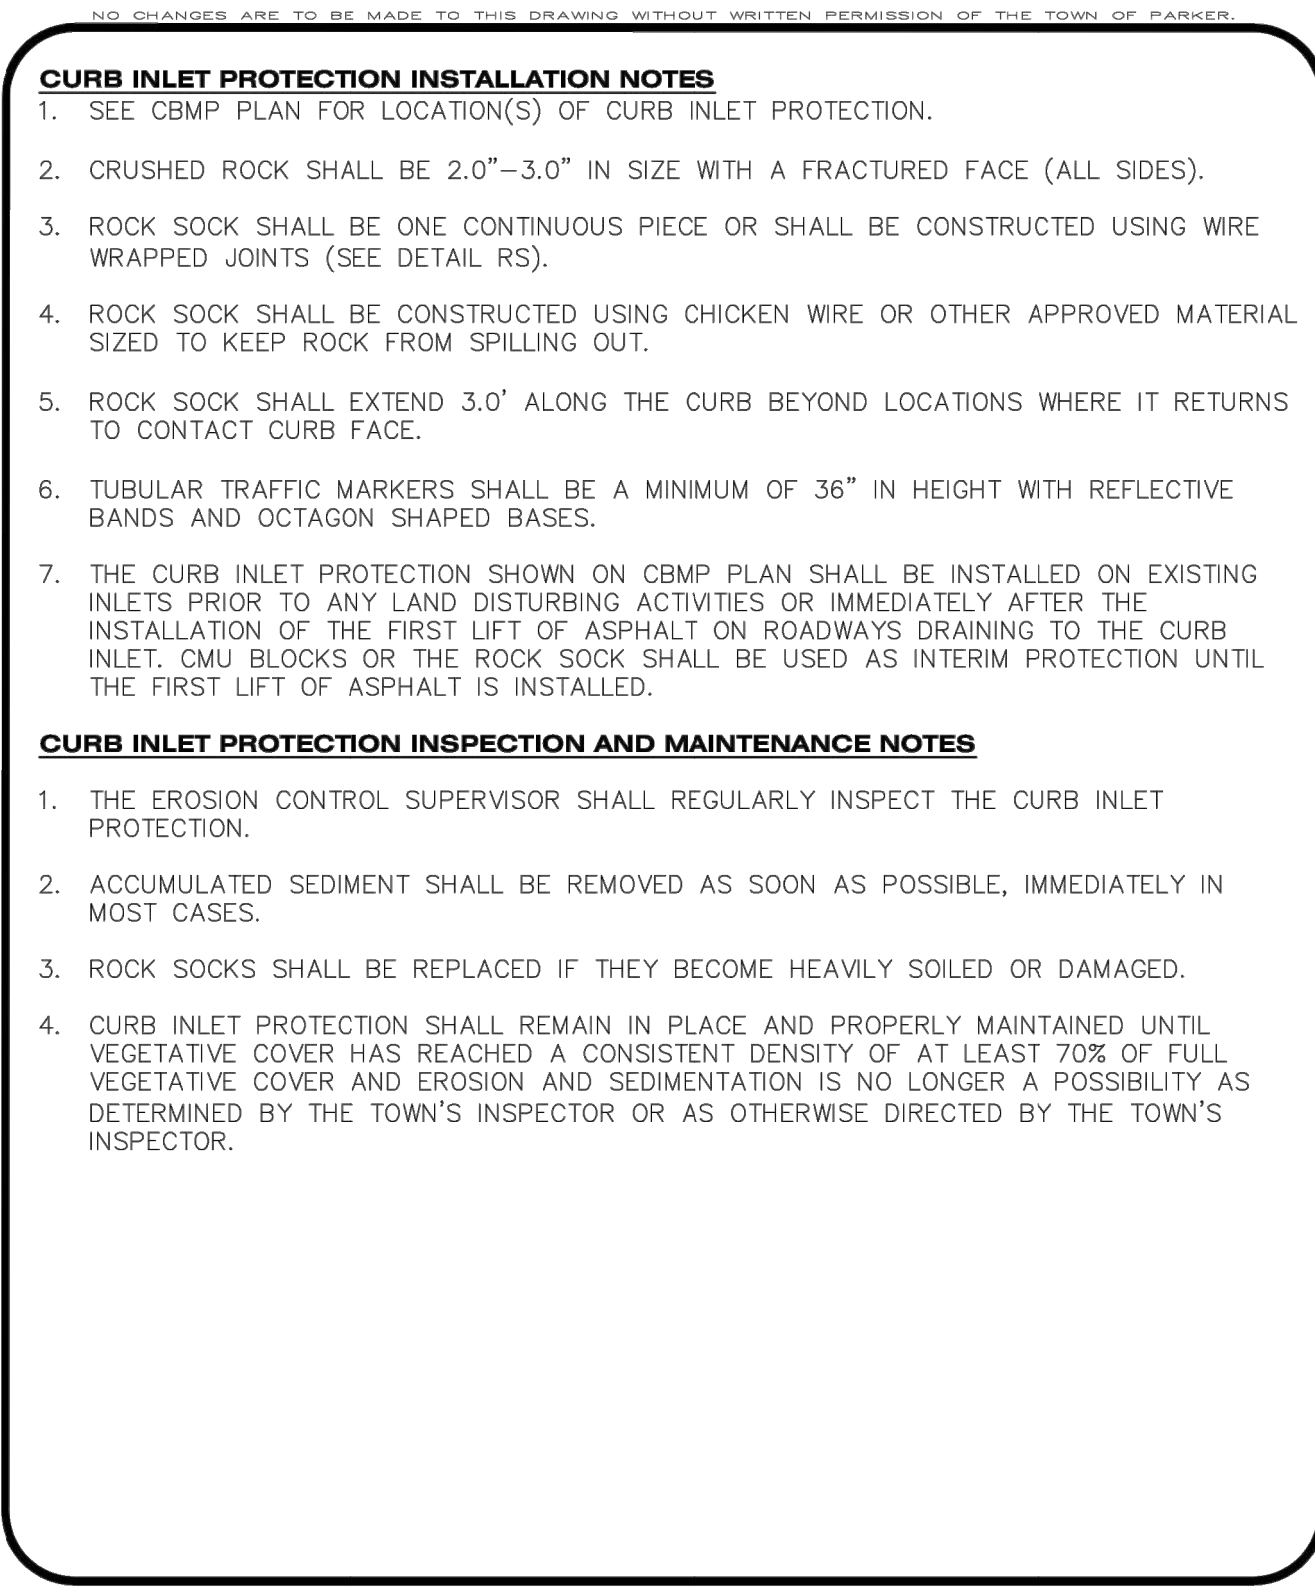 NO CHANGES ARE TO BE MADE TO THIS DRAWING WITHOUT WRITTEN PERMISSION OF THE TOWN OF PARKER.
CURB INLET PROTECTION INSTALLATION NOTES
1. SEE CBMP PLAN FOR LOCATION(S) OF CURB INLET PROTECTION.
2. CRUSHED ROCK SHALL BE 2.0"–3.0" IN SIZE WITH A FRACTURED FACE (ALL SIDES).
3. ROCK SOCK SHALL BE ONE CONTINUOUS PIECE OR SHALL BE CONSTRUCTED USING WIRE
WRAPPED JOINTS (SEE DETAIL RS).
4. ROCK SOCK SHALL BE CONSTRUCTED USING CHICKEN WIRE OR OTHER APPROVED MATERIAL
SIZED TO KEEP ROCK FROM SPILLING OUT.
5. ROCK SOCK SHALL EXTEND 3.0' ALONG THE CURB BEYOND LOCATIONS WHERE IT RETURNS
TO CONTACT CURB FACE.
6. TUBULAR TRAFFIC MARKERS SHALL BE A MINIMUM OF 36" IN HEIGHT WITH REFLECTIVE
BANDS AND OCTAGON SHAPED BASES.
7. THE CURB INLET PROTECTION SHOWN ON CBMP PLAN SHALL BE INSTALLED ON EXISTING
INLETS PRIOR TO ANY LAND DISTURBING ACTIVITIES OR IMMEDIATELY AFTER THE
INSTALLATION OF THE FIRST LIFT OF ASPHALT ON ROADWAYS DRAINING TO THE CURB
INLET. CMU BLOCKS OR THE ROCK SOCK SHALL BE USED AS INTERIM PROTECTION UNTIL
THE FIRST LIFT OF ASPHALT IS INSTALLED.
CURB INLET PROTECTION INSPECTION AND MAINTENANCE NOTES
1. THE EROSION CONTROL SUPERVISOR SHALL REGULARLY INSPECT THE CURB INLET
PROTECTION.
2. ACCUMULATED SEDIMENT SHALL BE REMOVED AS SOON AS POSSIBLE, IMMEDIATELY IN
MOST CASES.
3. ROCK SOCKS SHALL BE REPLACED IF THEY BECOME HEAVILY SOILED OR DAMAGED.
4. CURB INLET PROTECTION SHALL REMAIN IN PLACE AND PROPERLY MAINTAINED UNTIL
VEGETATIVE COVER HAS REACHED A CONSISTENT DENSITY OF AT LEAST 70% OF FULL
VEGETATIVE COVER AND EROSION AND SEDIMENTATION IS NO LONGER A POSSIBILITY AS
DETERMINED BY THE TOWN'S INSPECTOR OR AS OTHERWISE DIRECTED BY THE TOWN'S
INSPECTOR.